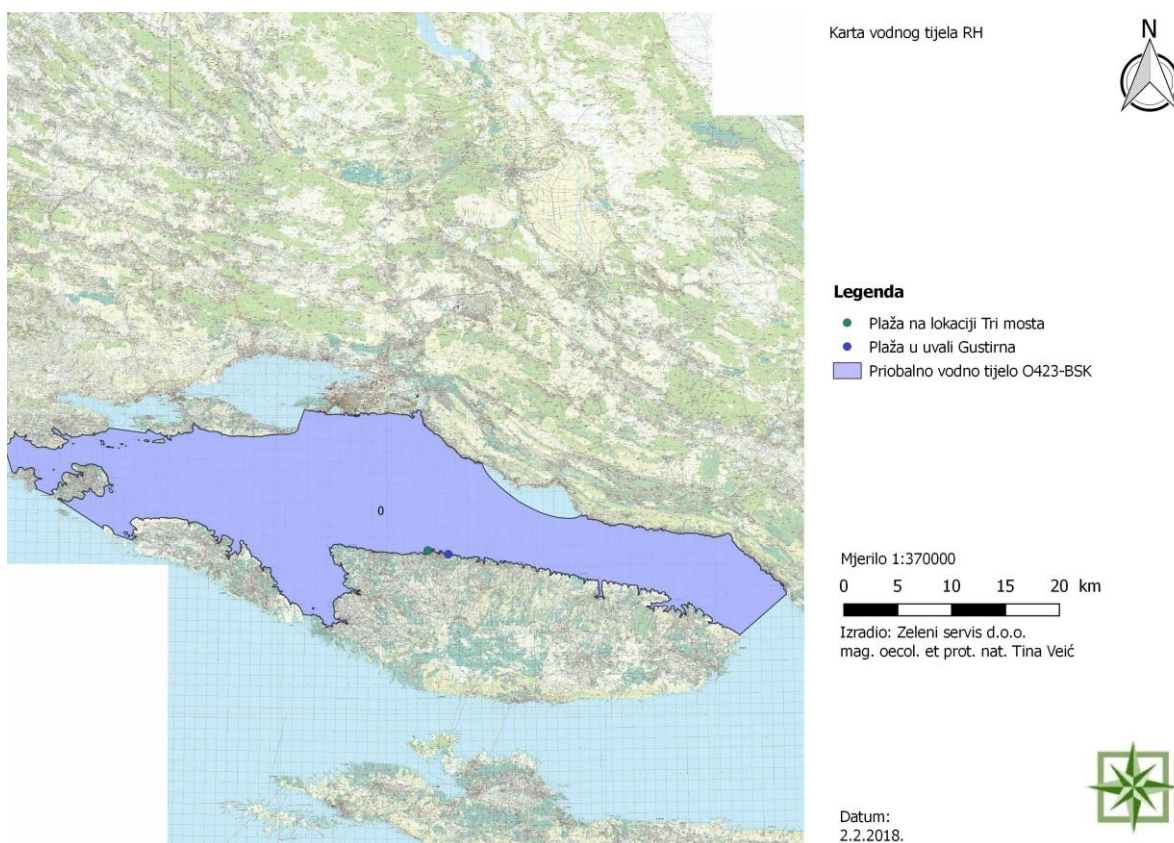 Karta vodnog tijela RH
N
Legenda
Plaža na lokaciji Tri mosta
Plaža u uvali Gustirna
Priobalno vodno tijelo O423-BSK
0
Mjerilo 1:370000
0 5 10 15 20 km
Izradio: Zeleni servis d.o.o.
mag. oecol. et prot. nat. Tina Veić
Datum:
2.2.2018.